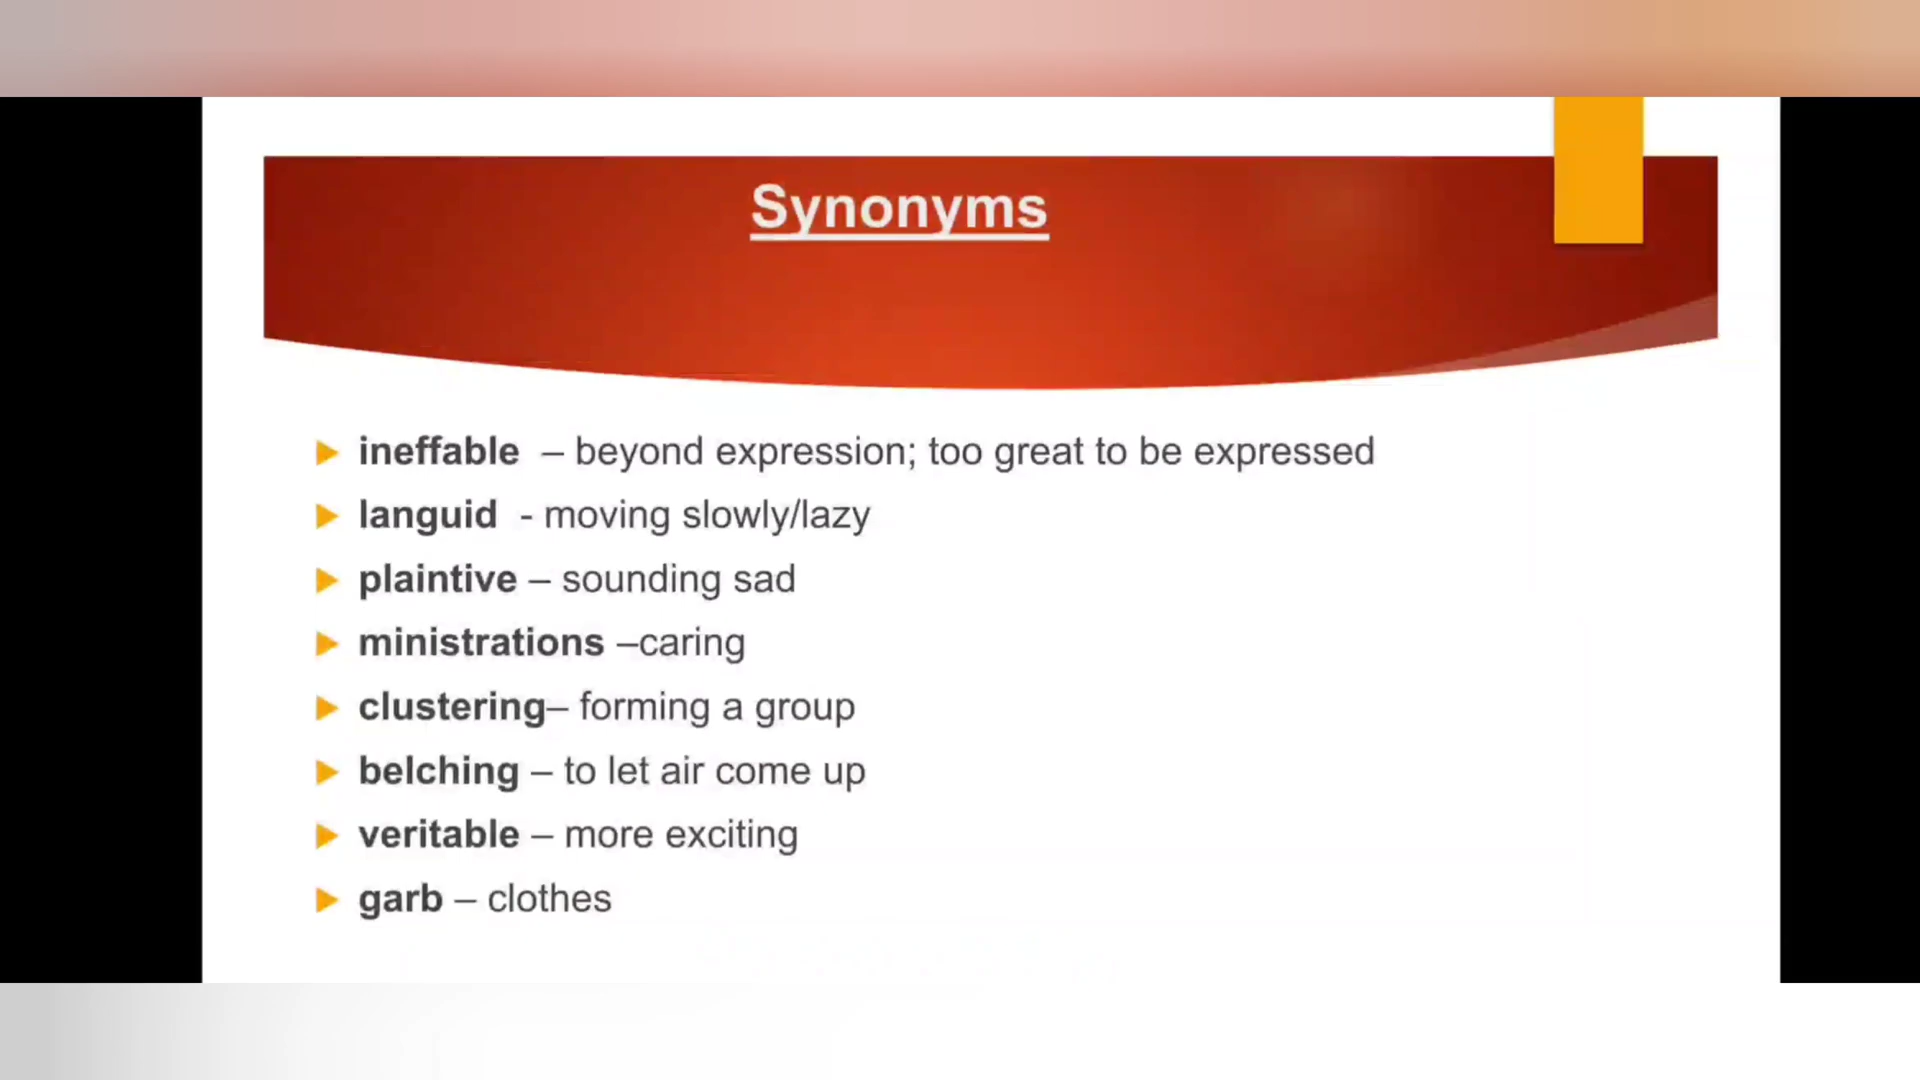 Synonyms
ineffable – beyond expression; too great to be expressed
languid - moving slowly/lazy
plaintive – sounding sad
ministrations –caring
clustering– forming a group
belching – to let air come up
veritable – more exciting
garb – clothes